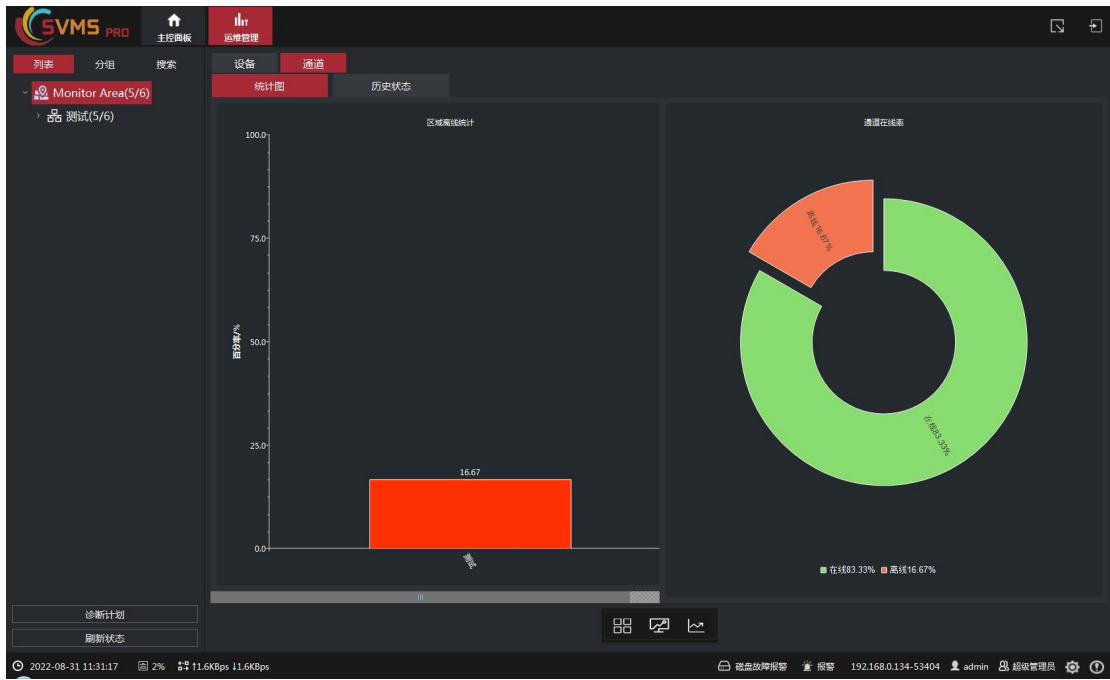 SVMS PRO
主控面板
运维管理
列表 分组 搜索
设备 通道
统计图 历史状态
Monitor Area(5/6)
测试(5/6)
区域离线统计
100.0
75.0
50.0
25.0
0.0
百分率/%
16.67
测试
通道在线率
离线16.67%
在线83.33%
在线83.33% 离线16.67%
诊断计划
刷新状态
2022-08-31 11:31:17 2% ↑1.6KBps ↓1.6KBps 磁盘故障报警 报警 192.168.0.134-53404 admin 超级管理员